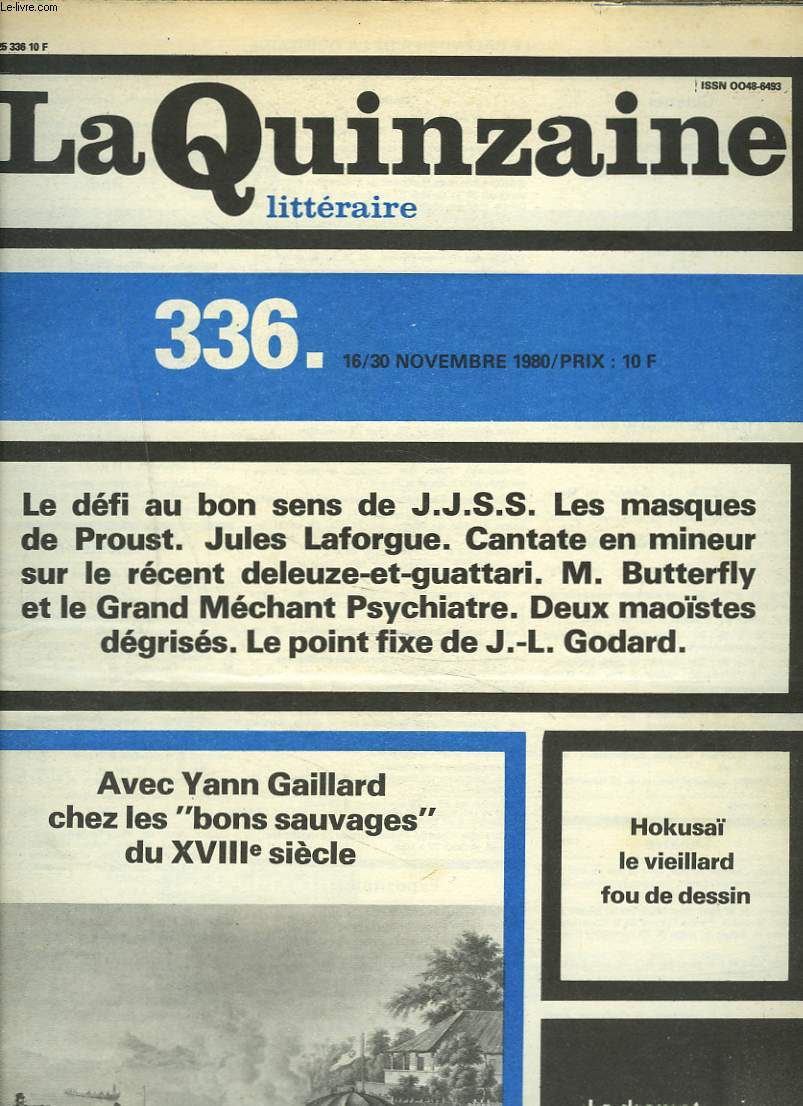 Le-livre.com
25 336 10 F
ISSN 0048-6493
La Quinzaine
littéraire
336.
16/30 NOVEMBRE 1980/PRIX : 10 F
Le défi au bon sens de J.J.S.S. Les masques
de Proust. Jules Laforgue. Cantate en mineur
sur le récent deleuze-et-guattari. M. Butterfly
et le Grand Méchant Psychiatre. Deux maoïstes
dégrisés. Le point fixe de J.-L. Godard.
Avec Yann Gaillard
chez les "bons sauvages"
du XVIIIe siècle
Hokusaï
le vieillard
fou de dessin